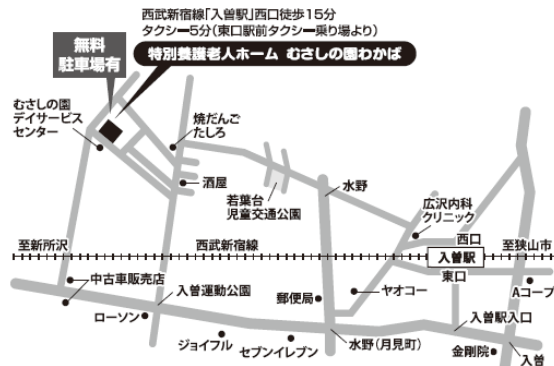 西武新宿線「入曽駅」西口徒歩15分
タクシー5分(東口駅前タクシー乗り場より)
無料
駐車場有
特別養護老人ホーム むさしの園わかば
むさしの園
デイサービス
センター
焼だんご
たしろ
酒屋
若葉台
児童交通公園
水野
広沢内科
クリニック
西口
至新所沢
西武新宿線
入曽駅
至狭山市
東口
中古車販売店
入曽運動公園
郵便局
ヤオコー
Aコープ
ローソン
入曽駅入口
ジョイフル
セブンイレブン
水野(月見町)
金剛院
入曽